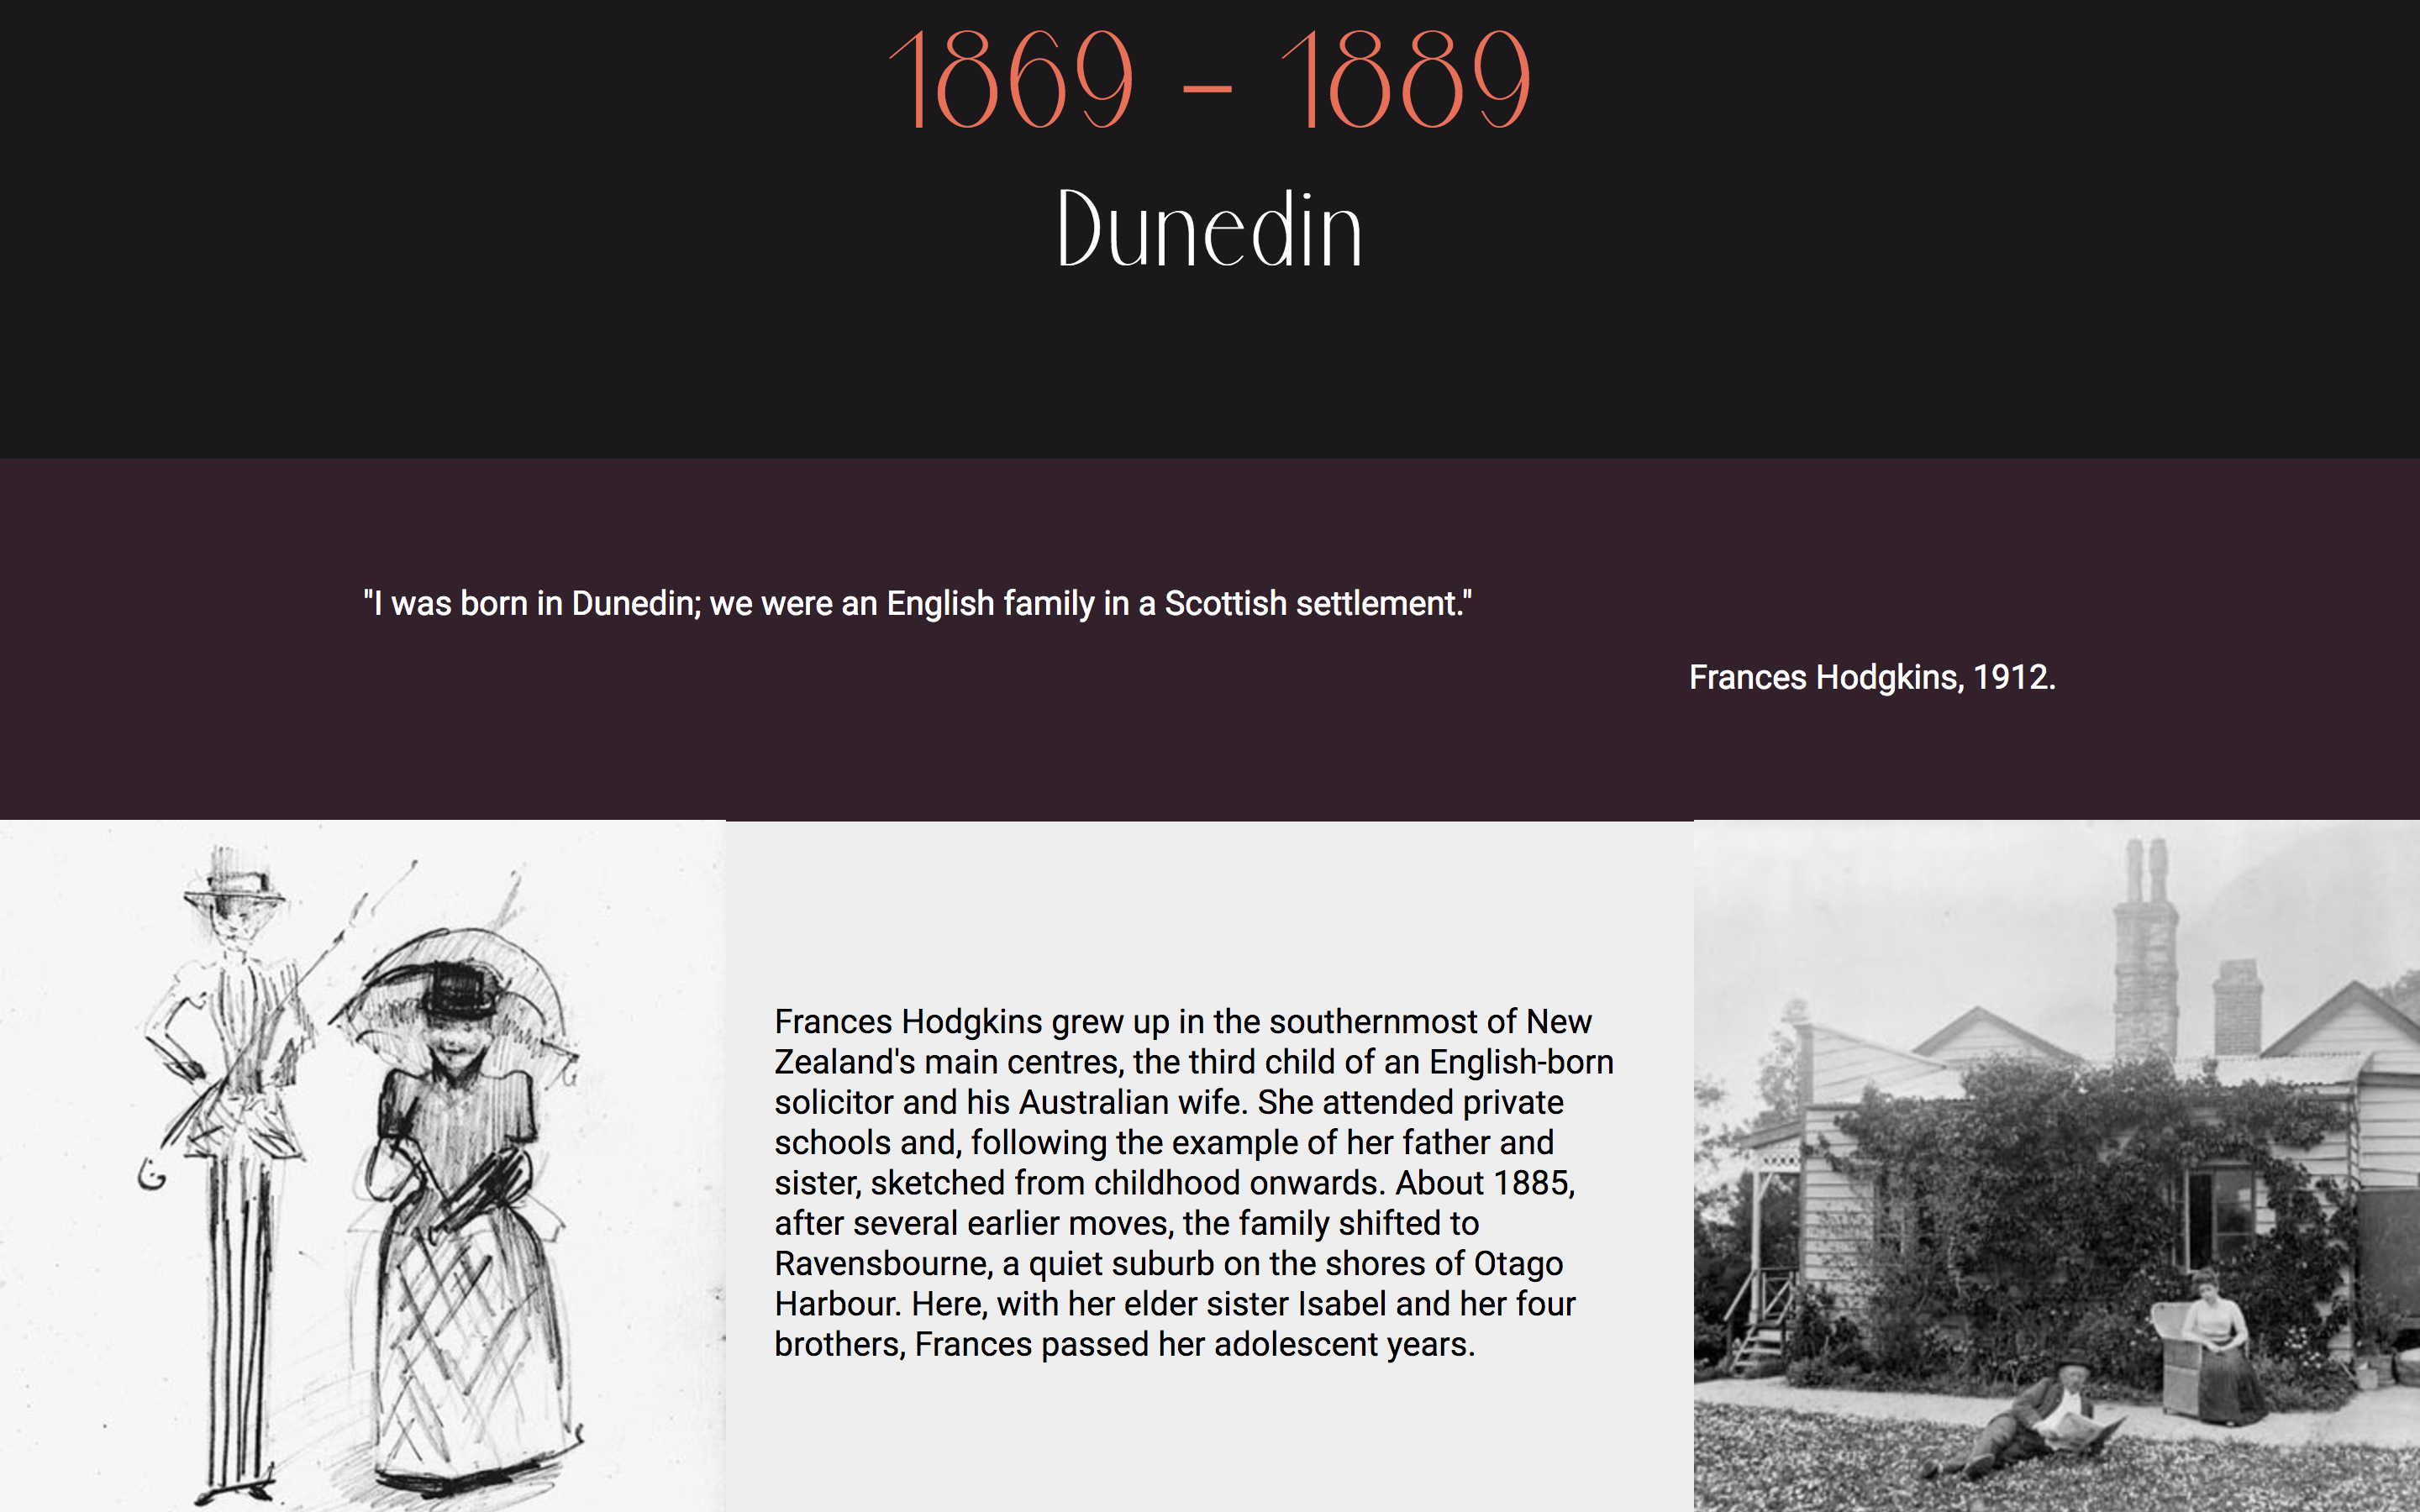 1869 – 1889
Dunedin
"I was born in Dunedin; we were an English family in a Scottish settlement."
Frances Hodgkins, 1912.
Frances Hodgkins grew up in the southernmost of New
Zealand's main centres, the third child of an English-born
solicitor and his Australian wife. She attended private
schools and, following the example of her father and
sister, sketched from childhood onwards. About 1885,
after several earlier moves, the family shifted to
Ravensbourne, a quiet suburb on the shores of Otago
Harbour. Here, with her elder sister Isabel and her four
brothers, Frances passed her adolescent years.